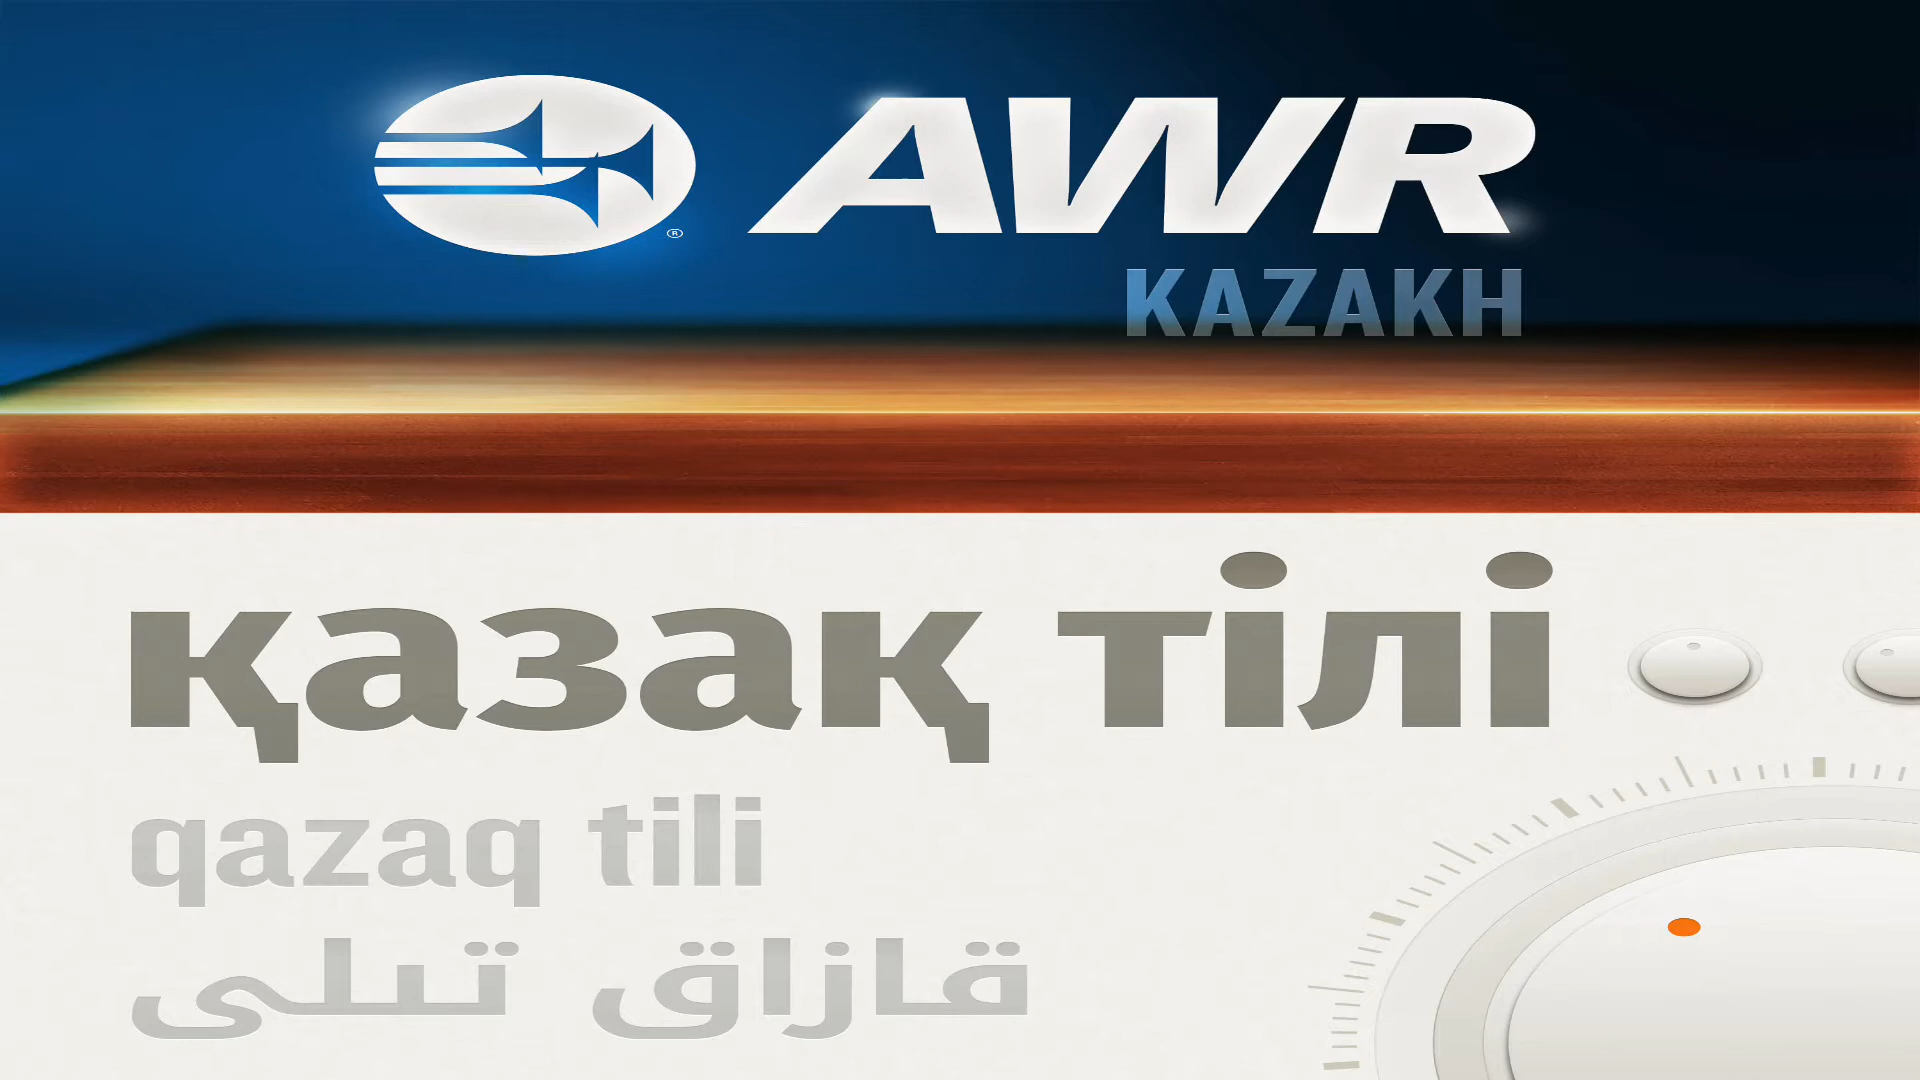 AWR
®
KAZAKH
қазақ тілі
qazaq tili
قازاق تىلى